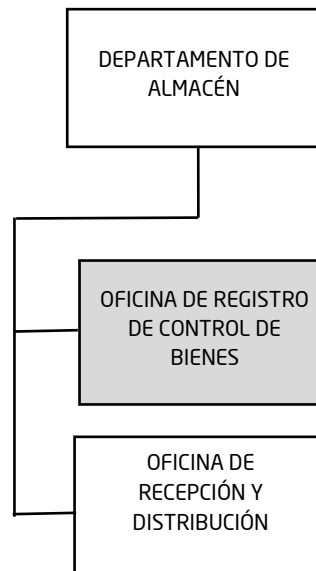 DEPARTAMENTO DE
ALMACÉN
OFICINA DE REGISTRO
DE CONTROL DE
BIENES
OFICINA DE
RECEPCIÓN Y
DISTRIBUCIÓN